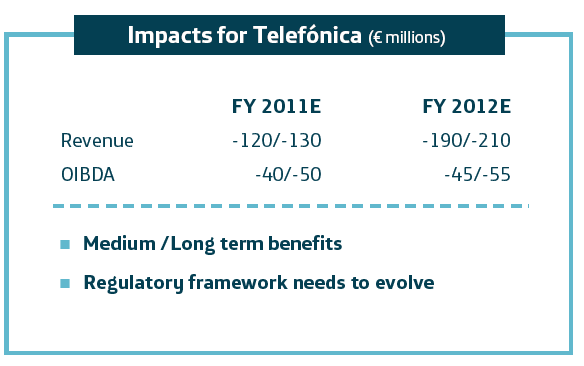 Impacts for Telefónica (€ millions)
FY 2011E FY 2012E
Revenue -120/-130 -190/-210
OIBDA -40/-50 -45/-55
Medium /Long term benefits
Regulatory framework needs to evolve